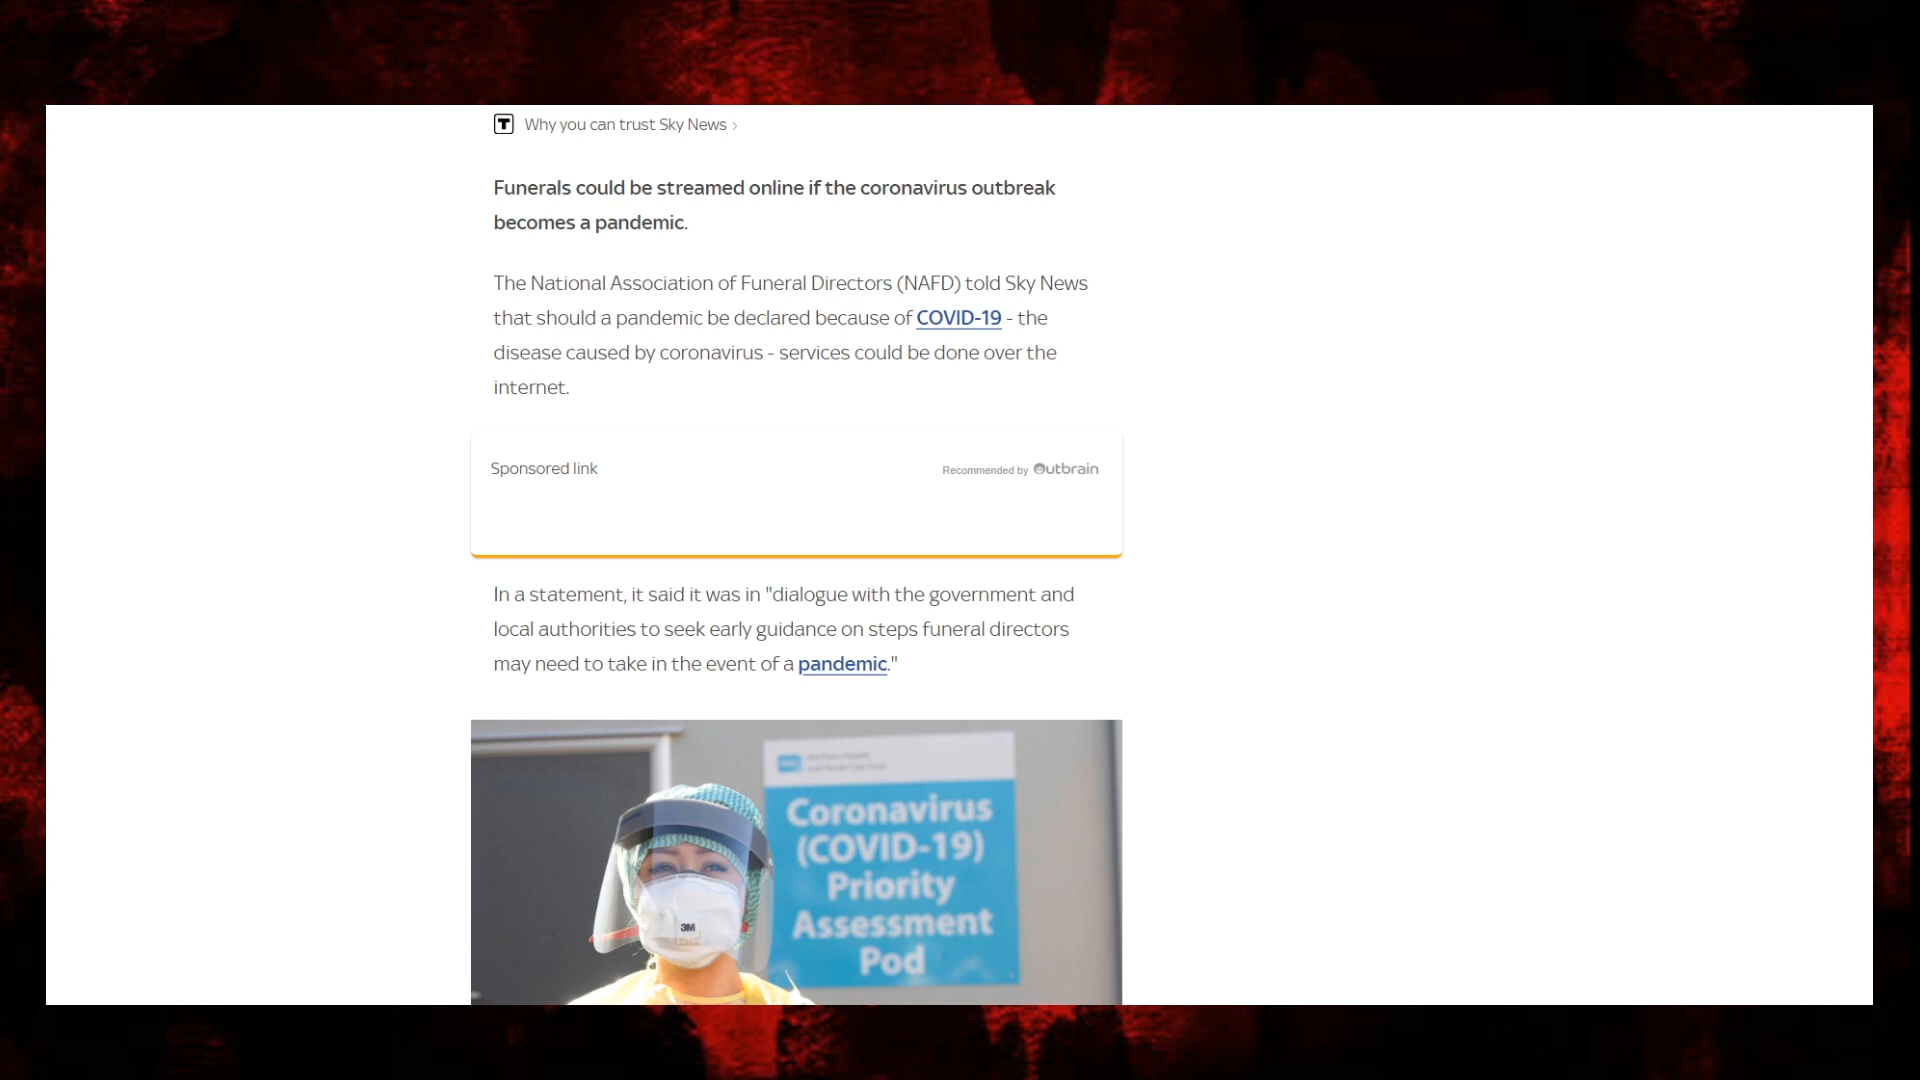 T Why you can trust Sky News >
Funerals could be streamed online if the coronavirus outbreak
becomes a pandemic.
The National Association of Funeral Directors (NAFD) told Sky News
that should a pandemic be declared because of COVID-19 - the
disease caused by coronavirus - services could be done over the
internet.
Sponsored link
Recommended by Outbrain
In a statement, it said it was in "dialogue with the government and
local authorities to seek early guidance on steps funeral directors
may need to take in the event of a pandemic."
Coronavirus
(COVID-19)
Priority
Assessment
Pod
3M